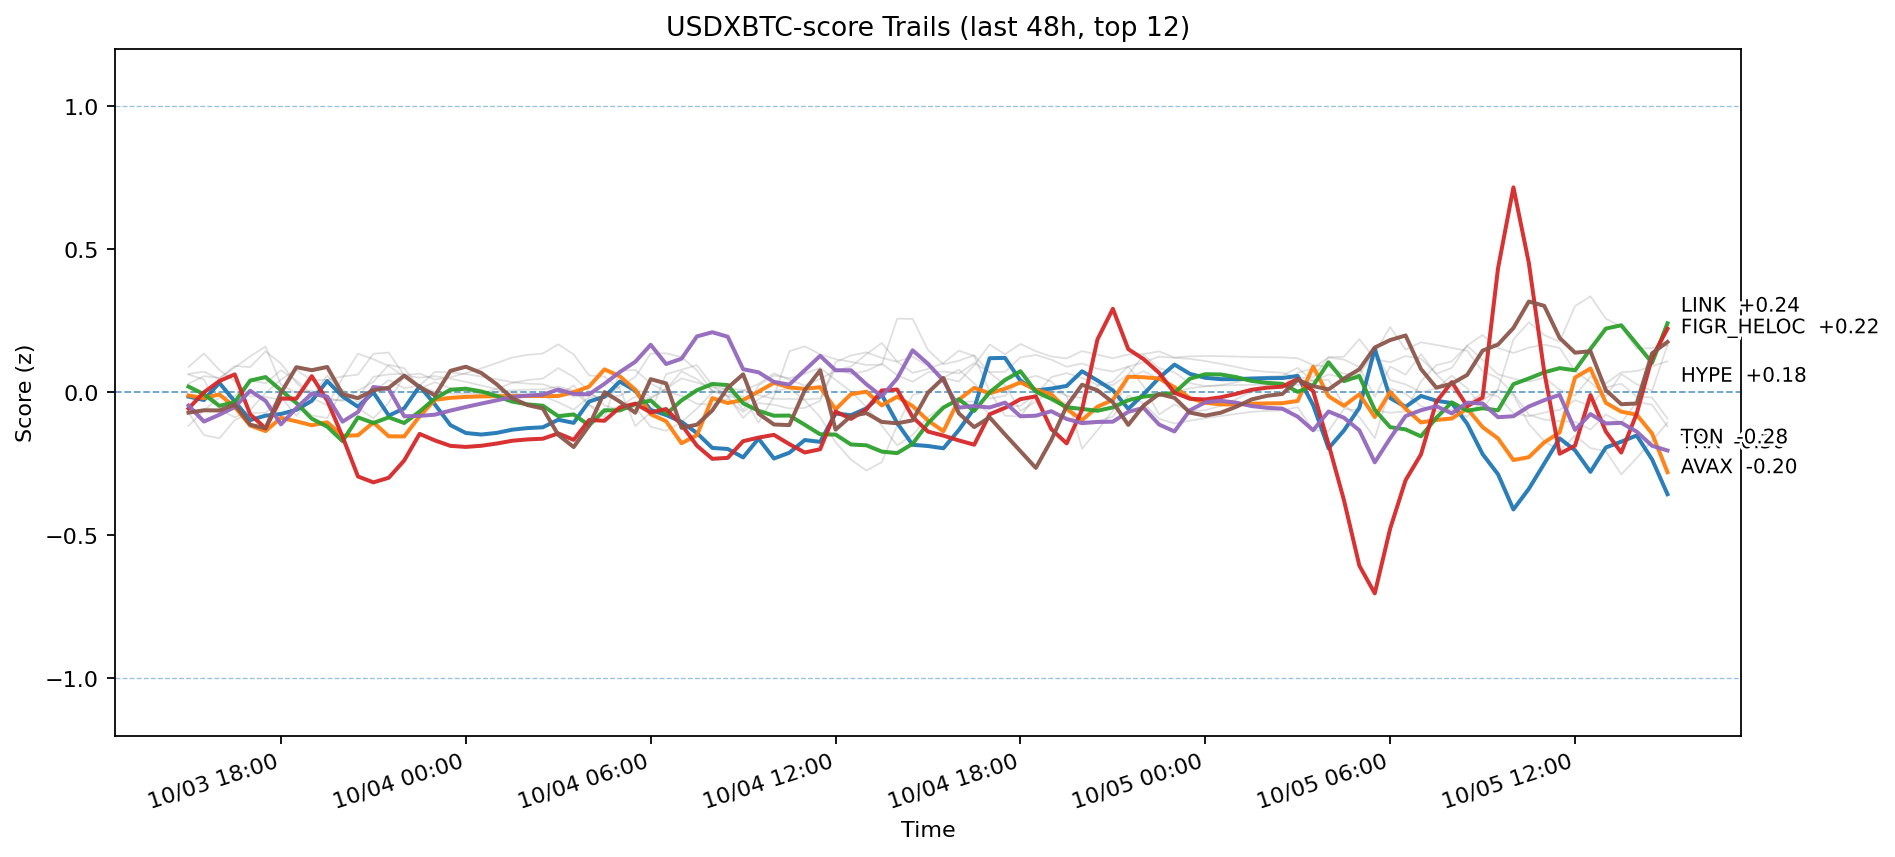 USDXBTC-score Trails (last 48h, top 12)
Score (z)
1.0
0.5
0.0
−0.5
−1.0
LINK +0.24
FIGR_HELOC +0.22
HYPE +0.18
TON -0.28
AVAX -0.20
10/03 18:00
10/04 00:00
10/04 06:00
10/04 12:00
10/04 18:00
10/05 00:00
10/05 06:00
10/05 12:00
Time